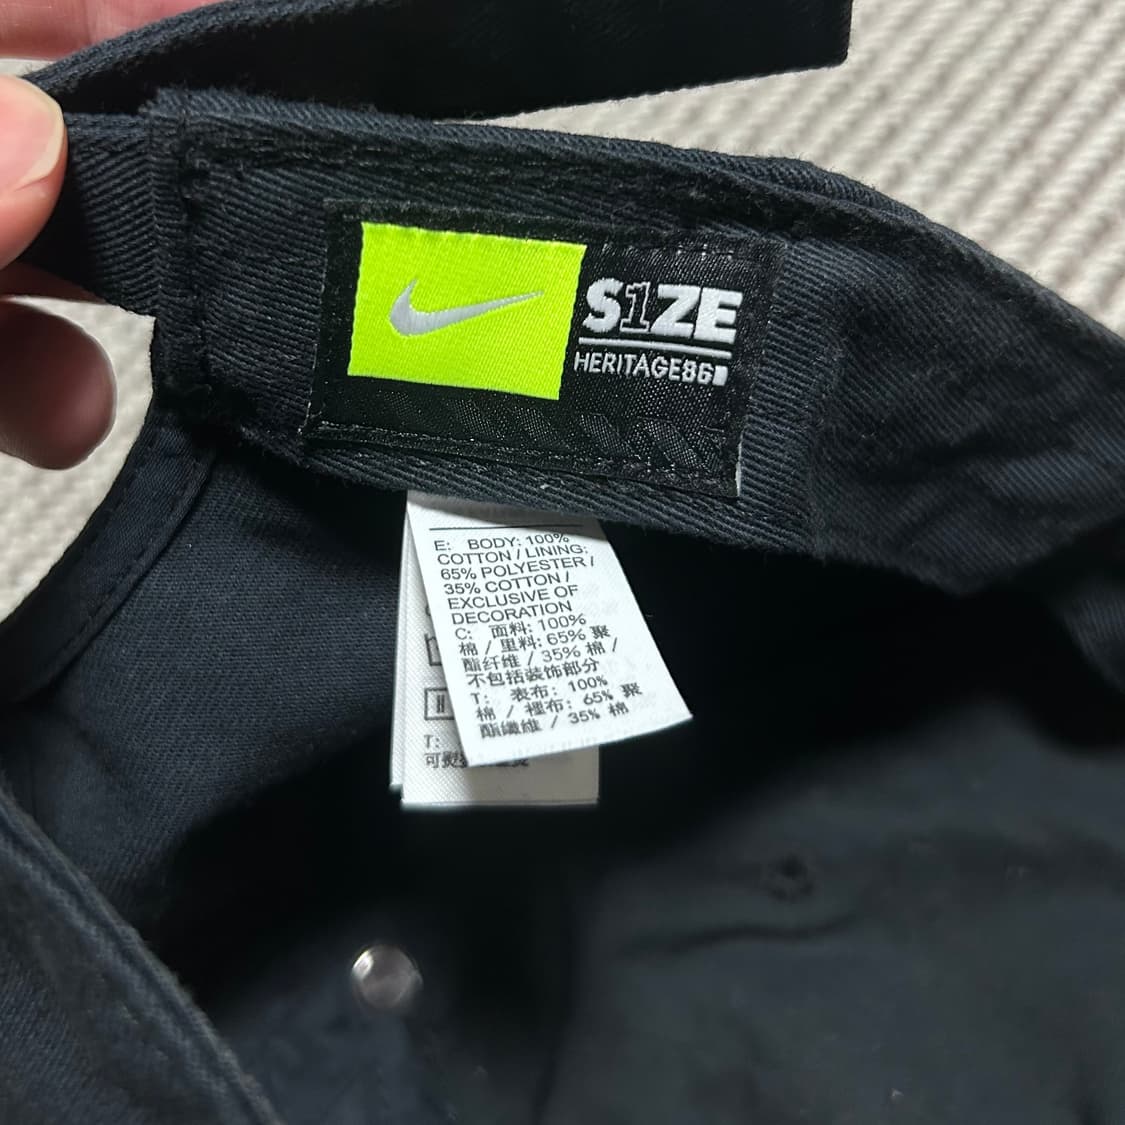 S1ZE
HERITAGE86
E: BODY: 100%
COTTON / LINING:
65% POLYESTER /
35% COTTON /
EXCLUSIVE OF
DECORATION
C: 面料: 100%
棉 / 里料: 65% 聚
酯纤维 / 35% 棉 /
不包括装饰部分
T: 表布: 100%
棉 / 裡布: 65% 聚
酯纖維 / 35% 棉
T:
可熨